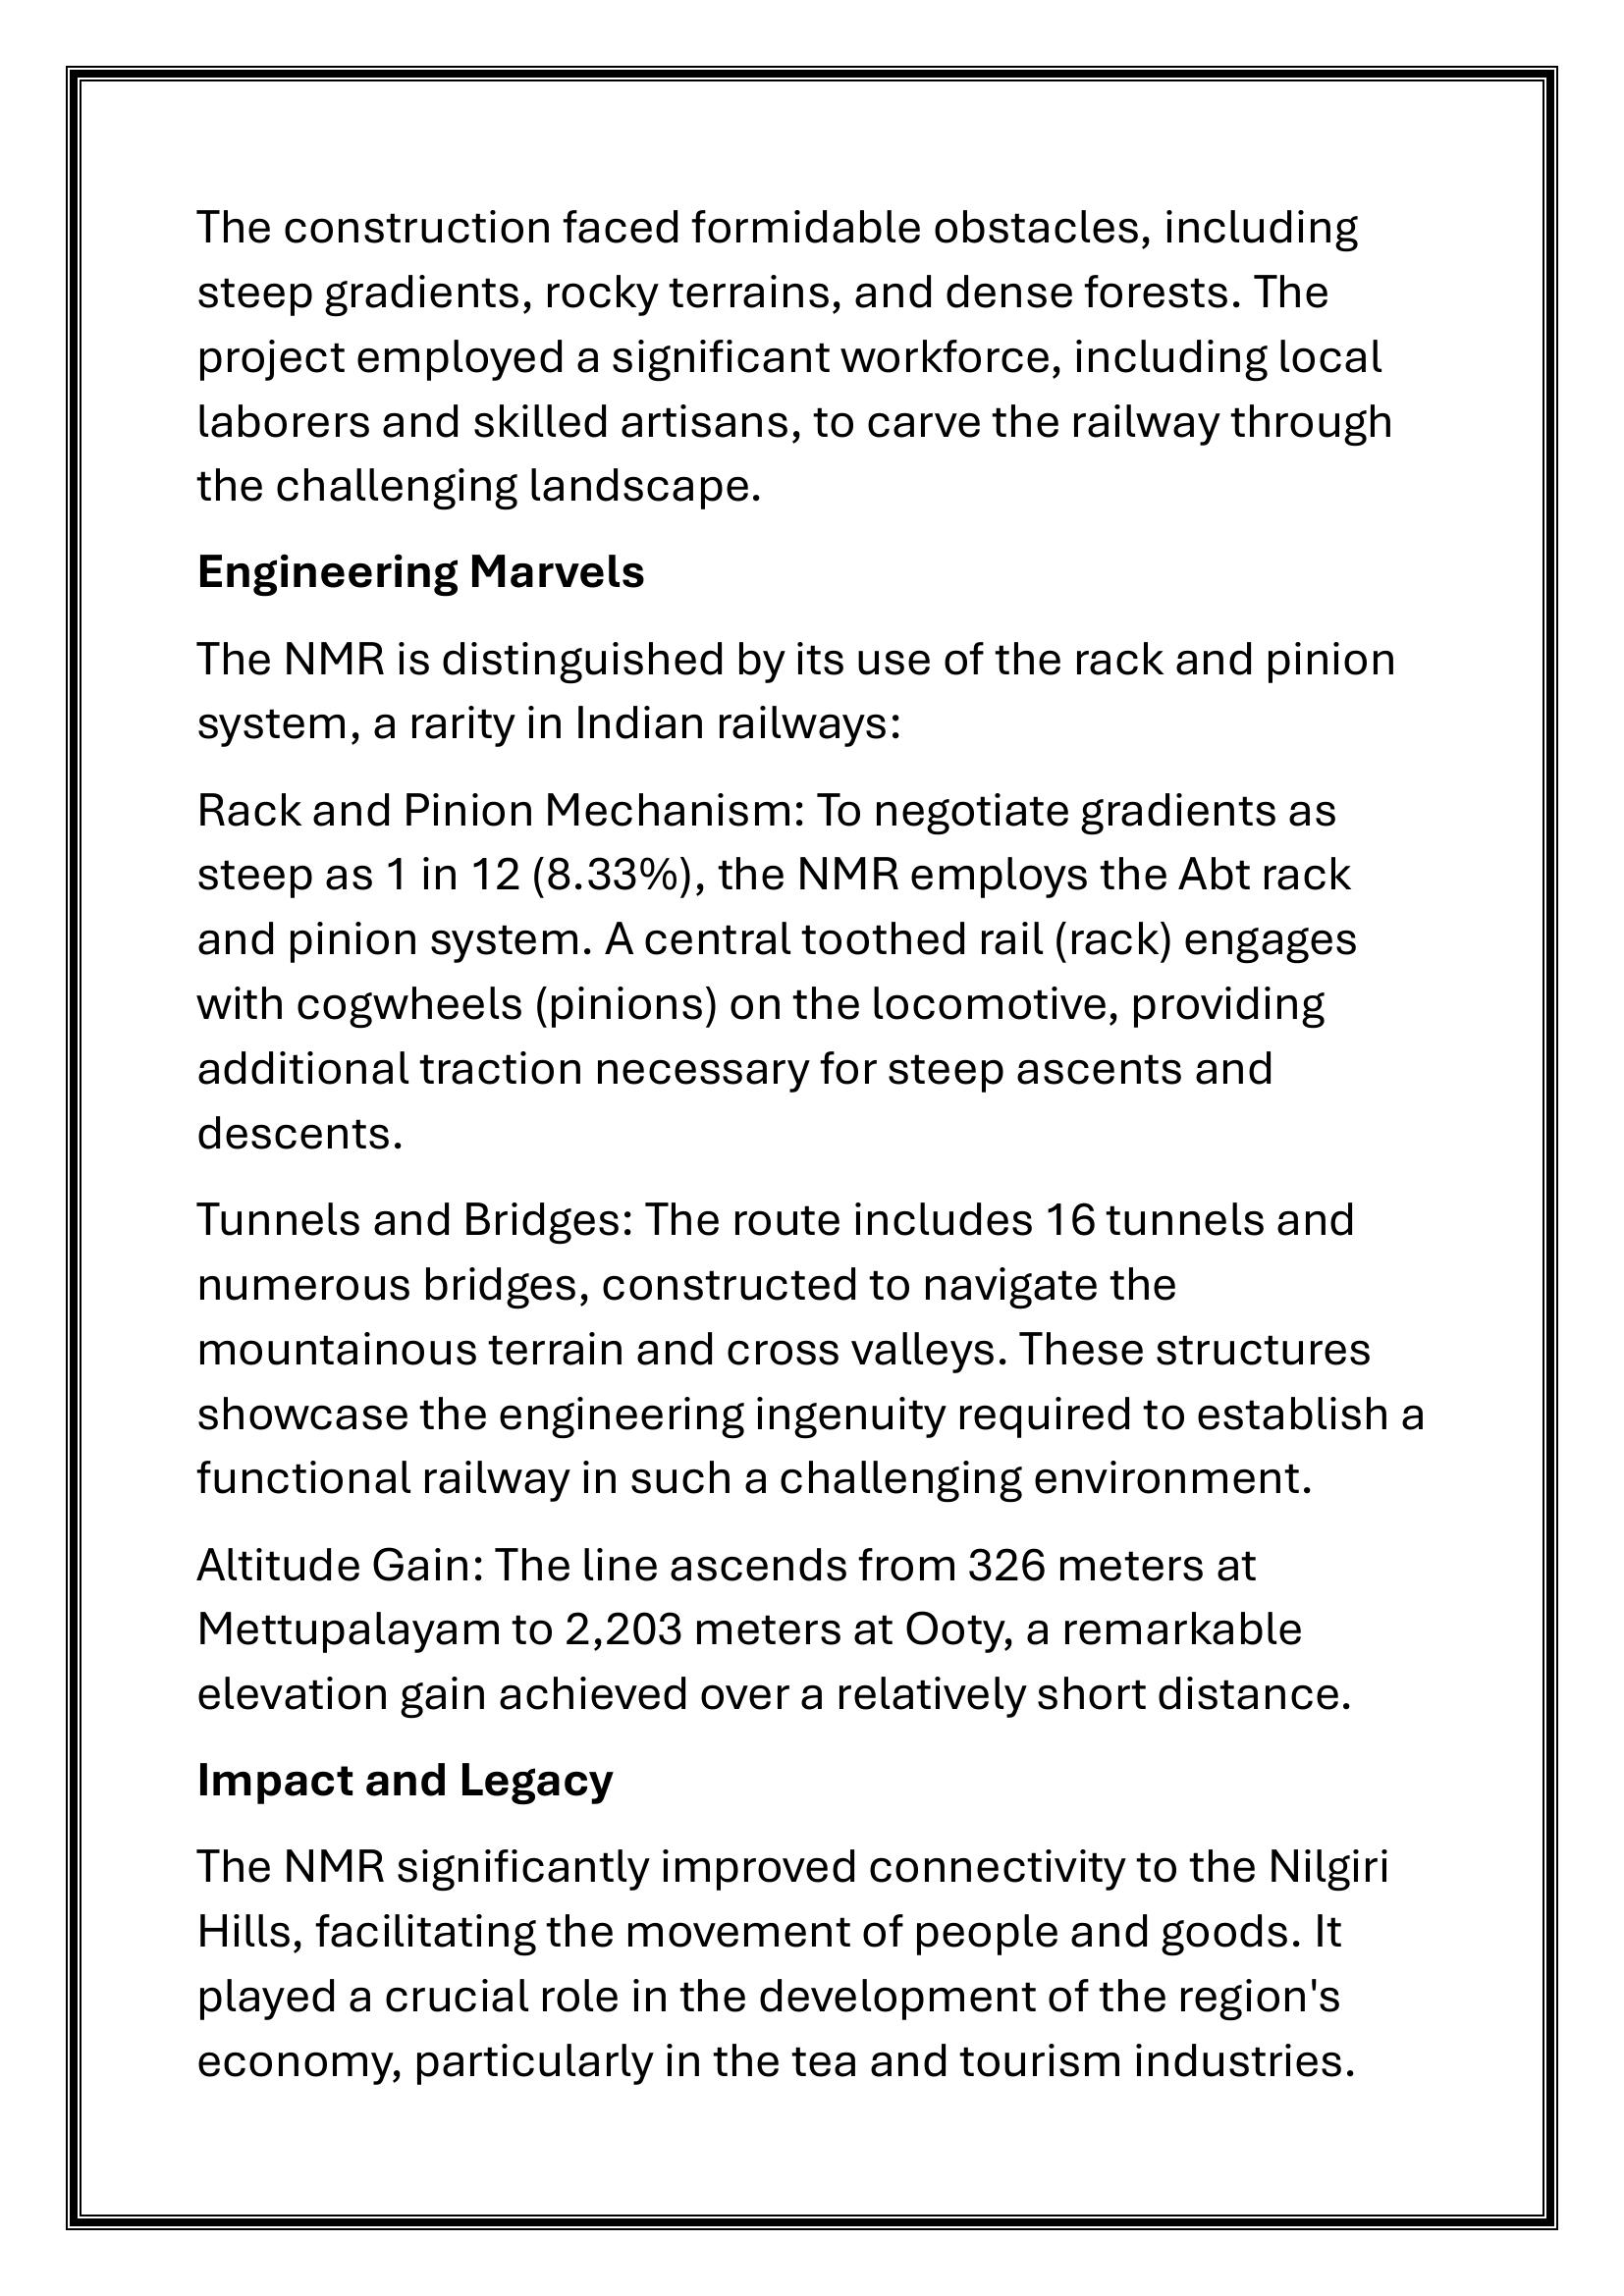 The construction faced formidable obstacles, including
steep gradients, rocky terrains, and dense forests. The
project employed a significant workforce, including local
laborers and skilled artisans, to carve the railway through
the challenging landscape.
Engineering Marvels
The NMR is distinguished by its use of the rack and pinion
system, a rarity in Indian railways:
Rack and Pinion Mechanism: To negotiate gradients as
steep as 1 in 12 (8.33%), the NMR employs the Abt rack
and pinion system. A central toothed rail (rack) engages
with cogwheels (pinions) on the locomotive, providing
additional traction necessary for steep ascents and
descents.
Tunnels and Bridges: The route includes 16 tunnels and
numerous bridges, constructed to navigate the
mountainous terrain and cross valleys. These structures
showcase the engineering ingenuity required to establish a
functional railway in such a challenging environment.
Altitude Gain: The line ascends from 326 meters at
Mettupalayam to 2,203 meters at Ooty, a remarkable
elevation gain achieved over a relatively short distance.
Impact and Legacy
The NMR significantly improved connectivity to the Nilgiri
Hills, facilitating the movement of people and goods. It
played a crucial role in the development of the region's
economy, particularly in the tea and tourism industries.